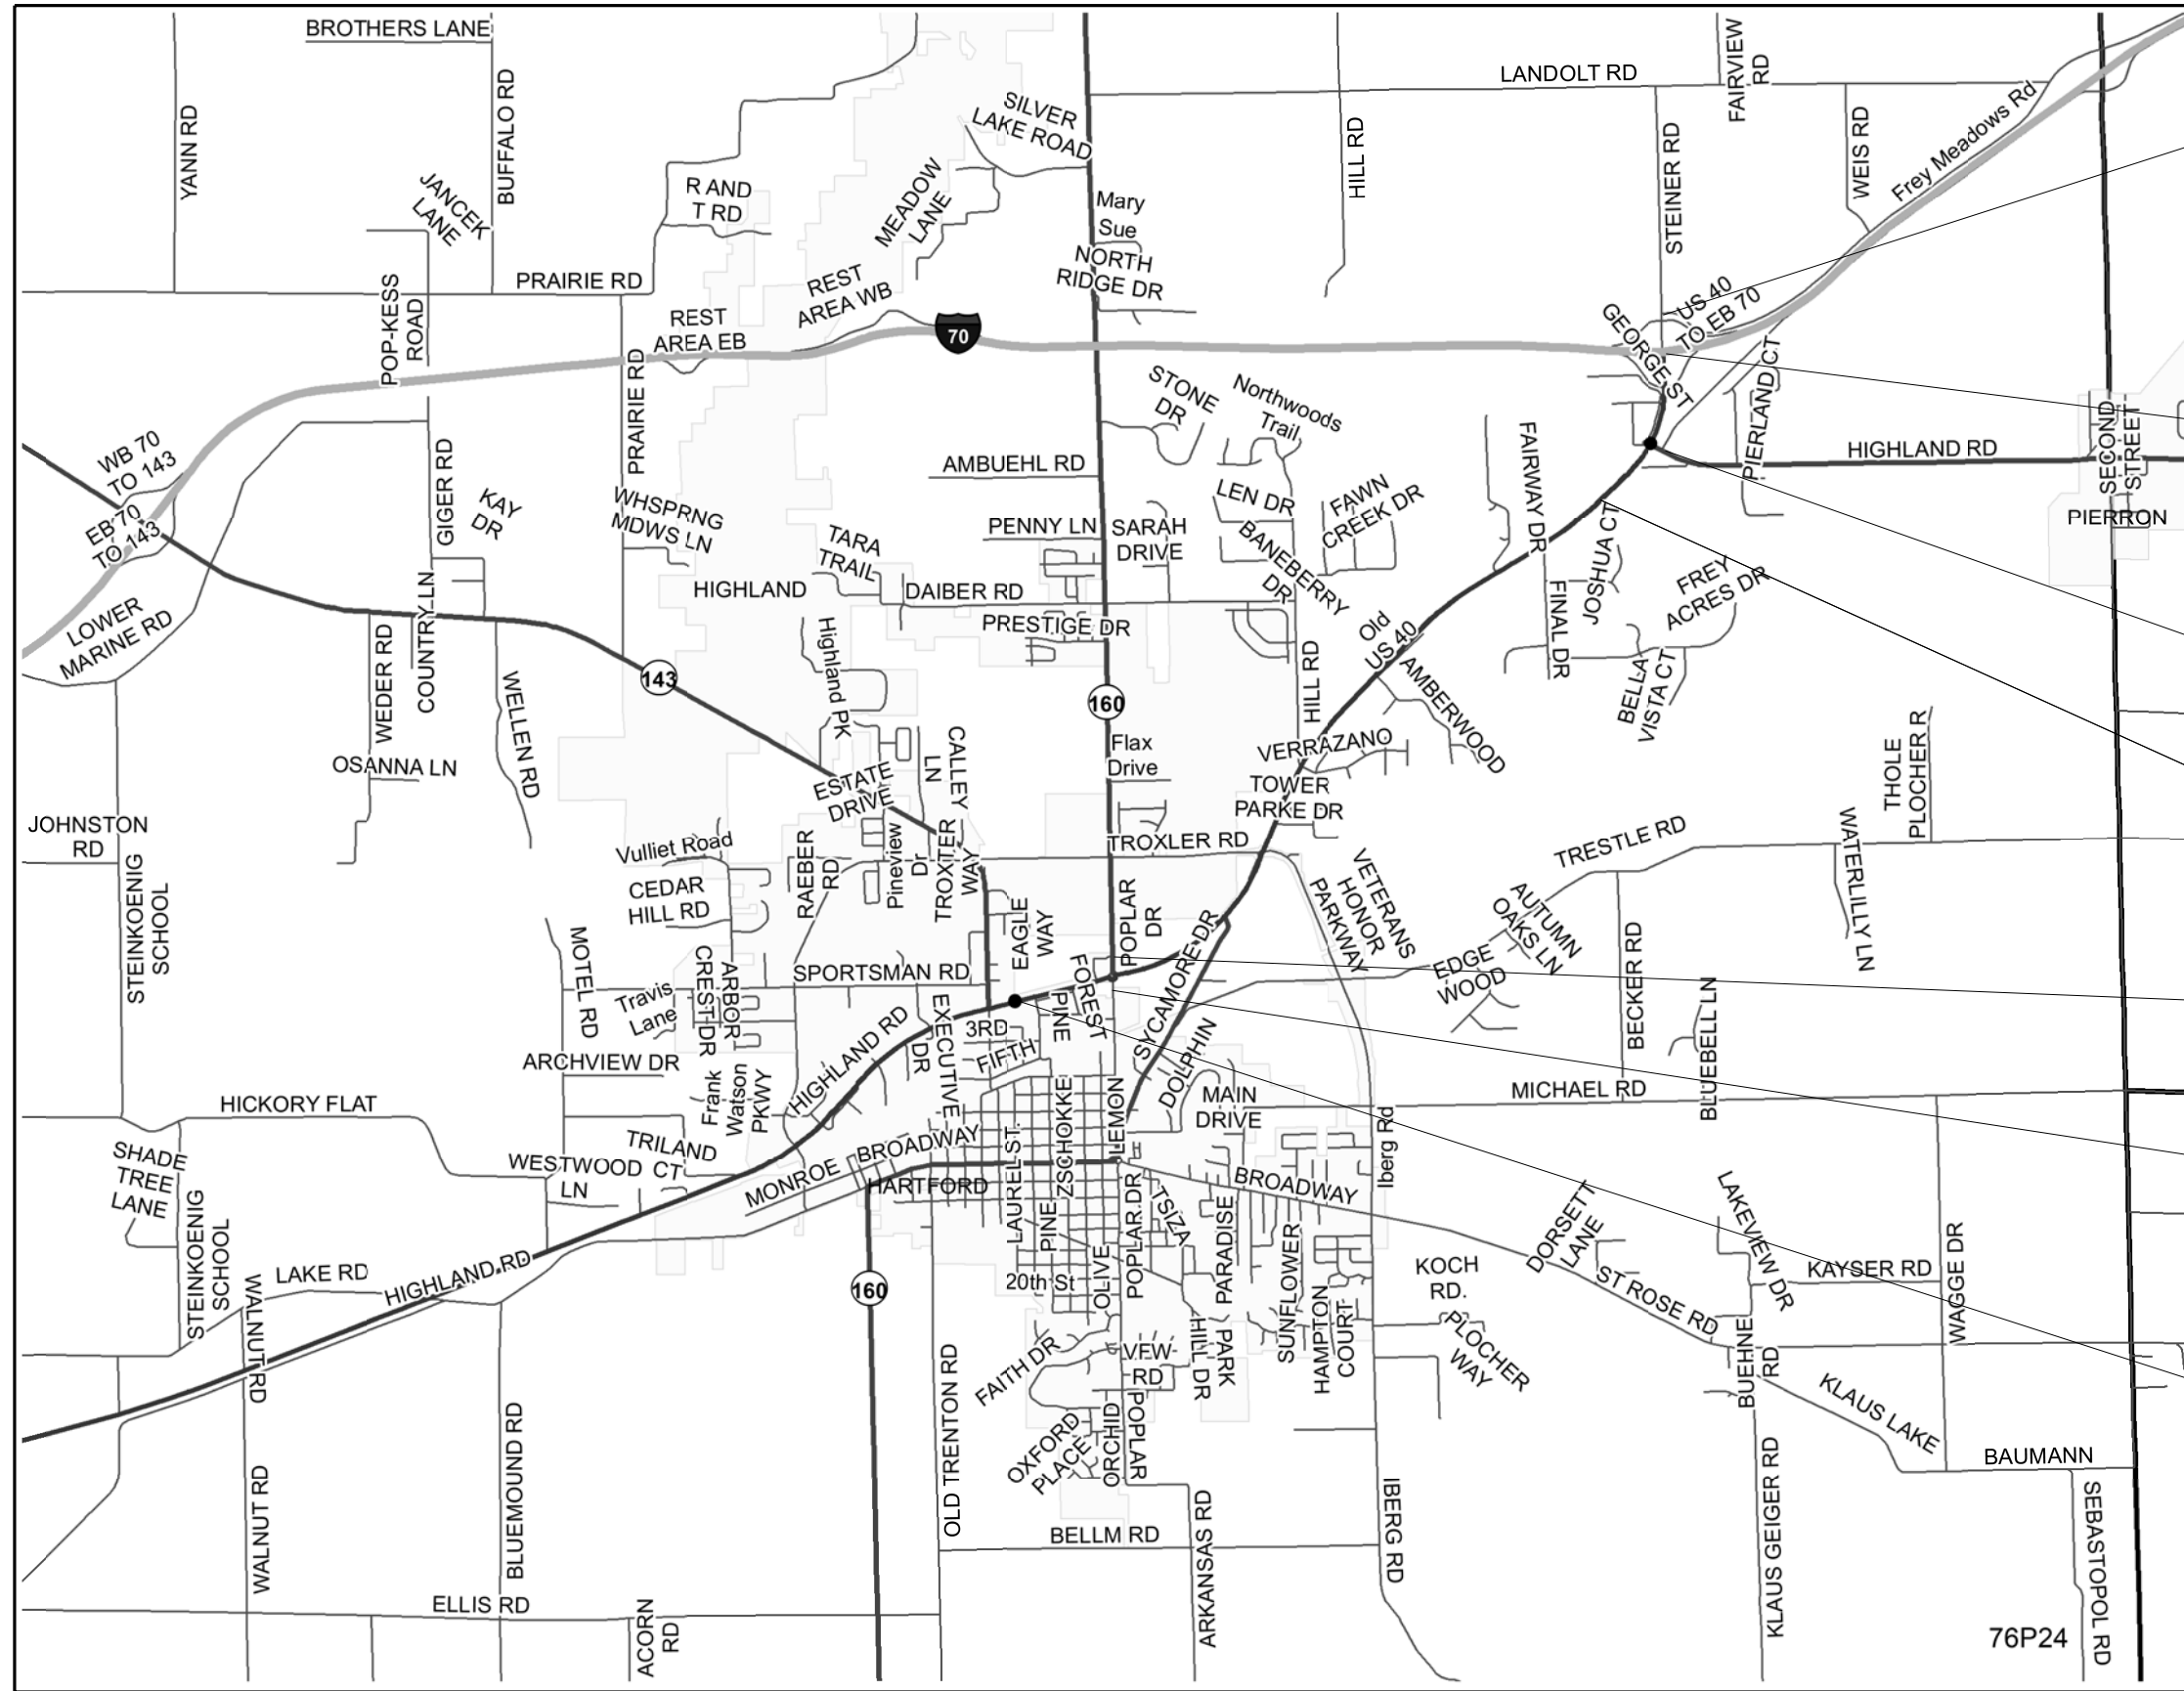 BROTHERS LANE
YANN RD
BUFFALO RD
JANCEK
LANE
R AND
T RD
SILVER
LAKE ROAD
MEADOW
LANE
LANDOLT RD
FAIRVIEW
RD
HILL RD
STEINER RD
WEIS RD
Frey Meadows Rd
Mary
Sue
NORTH
RIDGE DR
PRAIRIE RD
POP-KESS
ROAD
REST
AREA EB
REST
AREA WB
70
US 40
TO EB 70
GEORGE ST
PIERLAND CT
PRAIRIE RD
STONE
DR
Northwoods
Trail
WB 70
TO 143
EB 70
TO 143
GIGER RD
KAY
DR
WHSPRNG
MDWS LN
AMBUEHL RD
LEN DR
FAWN
CREEK DR
FAIRWAY DR
HIGHLAND RD
SECOND
STREET
PIERRON
TARA
TRAIL
PENNY LN
SARAH
DRIVE
BANEBERRY
DR
JOSHUA CT
FREY
ACRES DR
HIGHLAND
DAIBER RD
PRESTIGE DR
LOWER
MARINE RD
WEDER RD
COUNTRY LN
WELLEN RD
143
Highland PK
160
HILL RD
Old
US 40
AMBERWOOD
FINAL DR
BELLA
VISTA CT
OSANNA LN
ESTATE
DRIVE
LN
CALLEY
Flax
Drive
VERRAZANO
TOWER
PARKE DR
THOLE
PLOCHER R
JOHNSTON
RD
STEINKOENIG
SCHOOL
Vulliet Road
CEDAR
HILL RD
RAEBER
RD
Pineview
Dr
TROXTER
WAY
TROXLER RD
TRESTLE RD
WATERLILLY LN
MOTEL RD
EAGLE
WAY
POPLAR
DR
SYCAMORE DR
VETERANS
HONOR
PARKWAY
AUTUMN
OAKS LN
EDGE
WOOD
BECKER RD
BLUEBELL LN
SPORTSMAN RD
Travis
Lane
CREST DR
ARBOR
FOREST
PINE
3RD
FIFTH
EXECUTIVE
DR
HIGHLAND RD
DOLPHIN
ARCHVIEW DR
Frank
Watson
PKWY
HICKORY FLAT
TRILAND
CT
WESTWOOD
LN
MONROE
BROADWAY
HARTFORD
LAUREL ST.
ZSCHOKKE
LEMON
MAIN
DRIVE
MICHAEL RD
Iberg Rd
SHADE
TREE
LANE
STEINKOENIG
SCHOOL
PINE
OLIVE
POPLAR DR
TSIZA
PARADISE
BROADWAY
SUNFLOWER
HAMPTON
COURT
KOCH
RD.
DORSETT
LANE
LAKEVIEW DR
KAYSER RD
WAGGE DR
LAKE RD
HIGHLAND RD
160
20th St
ST ROSE RD
WALNUT RD
FAITH DR
VFW
RD
HILL DR
PARK
PLOCHER
WAY
BUEHNE
RD
KLAUS LAKE
BAUMANN
WALNUT RD
BLUEMOUND RD
OLD TRENTON RD
OXFORD
PLACE
ORCHID
POPLAR
BELLM RD
ARKANSAS RD
IBERG RD
KLAUS GEIGER RD
SEBASTOPOL RD
ELLIS RD
ACORN
RD
76P24